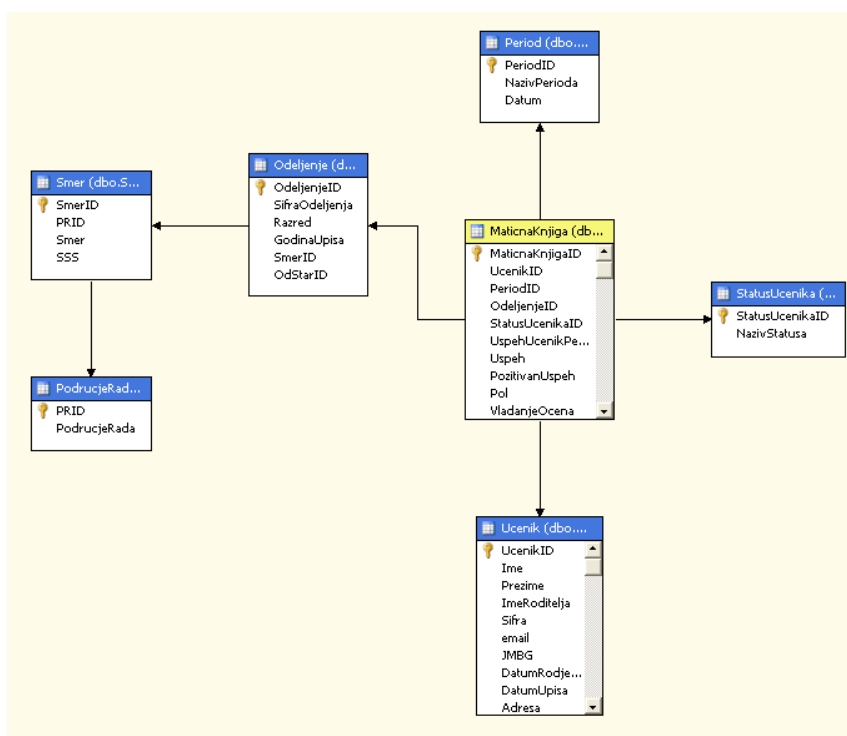 Period (dbo....
PeriodID
NazivPerioda
Datum
Odeljenje (d...
OdeljenjeID
SifraOdeljenja
Razred
GodinaUpisa
SmerID
OdStarID
Smer (dbo.S...
SmerID
PRID
Smer
SSS
MaticnaKnjiga (db...
MaticnaKnjigaID
UcenikID
PeriodID
OdeljenjeID
StatusUcenikaID
UspehUcenikPe...
Uspeh
PozitivanUspeh
Pol
VladanjeOcena
StatusUcenika (...
StatusUcenikaID
NazivStatusa
PodrucjeRad...
PRID
PodrucjeRada
Ucenik (dbo....
UcenikID
Ime
Prezime
ImeRoditelja
Sifra
email
JMBG
DatumRodje...
DatumUpisa
Adresa